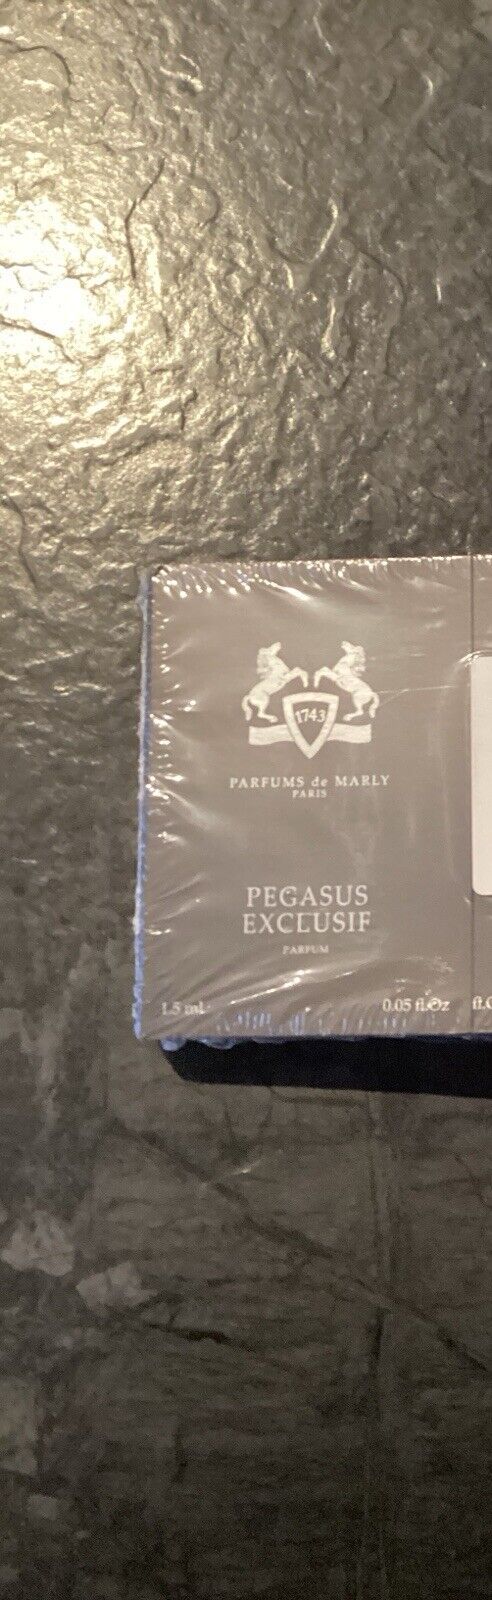 1743
PARFUMS de MARLY
PARIS
PEGASUS
EXCLUSIF
PARFUM
1.5 mL
0.05 fl.Oz